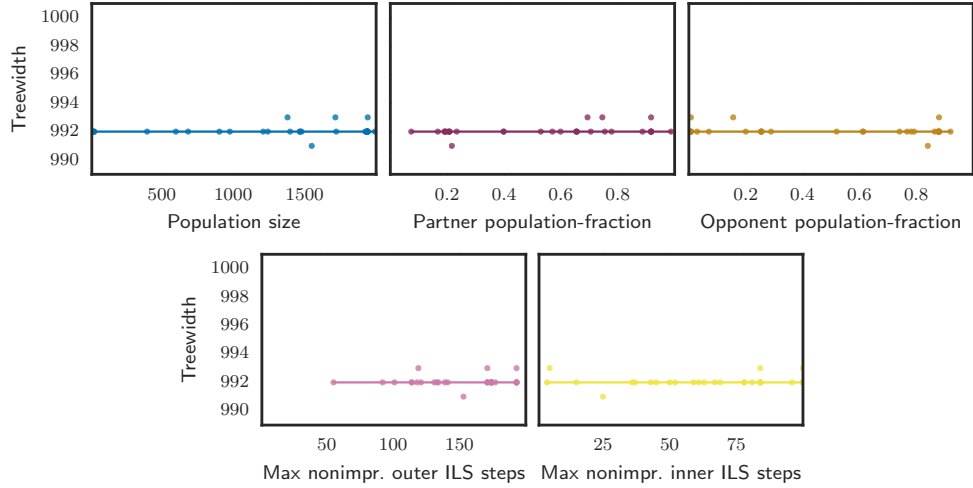 1000
998
996
994
992
990
Treewidth
500 1000 1500
Population size
0.2 0.4 0.6 0.8
Partner population-fraction
0.2 0.4 0.6 0.8
Opponent population-fraction
1000
998
996
994
992
990
Treewidth
50 100 150
Max nonimpr. outer ILS steps
25 50 75
Max nonimpr. inner ILS steps